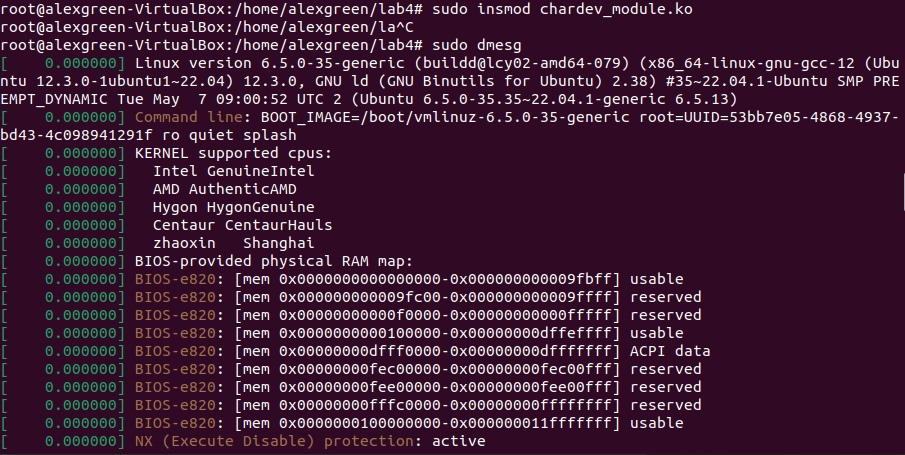 root@alexgreen-VirtualBox:/home/alexgreen/lab4# sudo insmod chardev_module.ko
root@alexgreen-VirtualBox:/home/alexgreen/la^C
root@alexgreen-VirtualBox:/home/alexgreen/lab4# sudo dmesg
[    0.000000] Linux version 6.5.0-35-generic (buildd@lcy02-amd64-079) (x86_64-linux-gnu-gcc-12 (Ubu
ntu 12.3.0-1ubuntu1~22.04) 12.3.0, GNU ld (GNU Binutils for Ubuntu) 2.38) #35~22.04.1-Ubuntu SMP PRE
EMPT_DYNAMIC Tue May  7 09:00:52 UTC 2 (Ubuntu 6.5.0-35.35~22.04.1-generic 6.5.13)
[    0.000000] Command line: BOOT_IMAGE=/boot/vmlinuz-6.5.0-35-generic root=UUID=53bb7e05-4868-4937-
bd43-4c098941291f ro quiet splash
[    0.000000] KERNEL supported cpus:
[    0.000000]   Intel GenuineIntel
[    0.000000]   AMD AuthenticAMD
[    0.000000]   Hygon HygonGenuine
[    0.000000]   Centaur CentaurHauls
[    0.000000]   zhaoxin   Shanghai
[    0.000000] BIOS-provided physical RAM map:
[    0.000000] BIOS-e820: [mem 0x0000000000000000-0x000000000009fbff] usable
[    0.000000] BIOS-e820: [mem 0x000000000009fc00-0x000000000009ffff] reserved
[    0.000000] BIOS-e820: [mem 0x00000000000f0000-0x00000000000fffff] reserved
[    0.000000] BIOS-e820: [mem 0x0000000000100000-0x00000000dffeffff] usable
[    0.000000] BIOS-e820: [mem 0x00000000dfff0000-0x00000000dfffffff] ACPI data
[    0.000000] BIOS-e820: [mem 0x00000000fec00000-0x00000000fec00fff] reserved
[    0.000000] BIOS-e820: [mem 0x00000000fee00000-0x00000000fee00fff] reserved
[    0.000000] BIOS-e820: [mem 0x00000000fffc0000-0x00000000ffffffff] reserved
[    0.000000] BIOS-e820: [mem 0x0000000100000000-0x000000011fffffff] usable
[    0.000000] NX (Execute Disable) protection: active